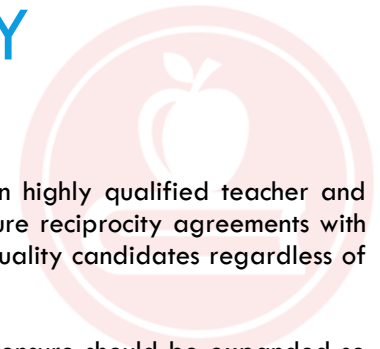 Y
n highly qualified teacher and
ure reciprocity agreements with
uality candidates regardless of